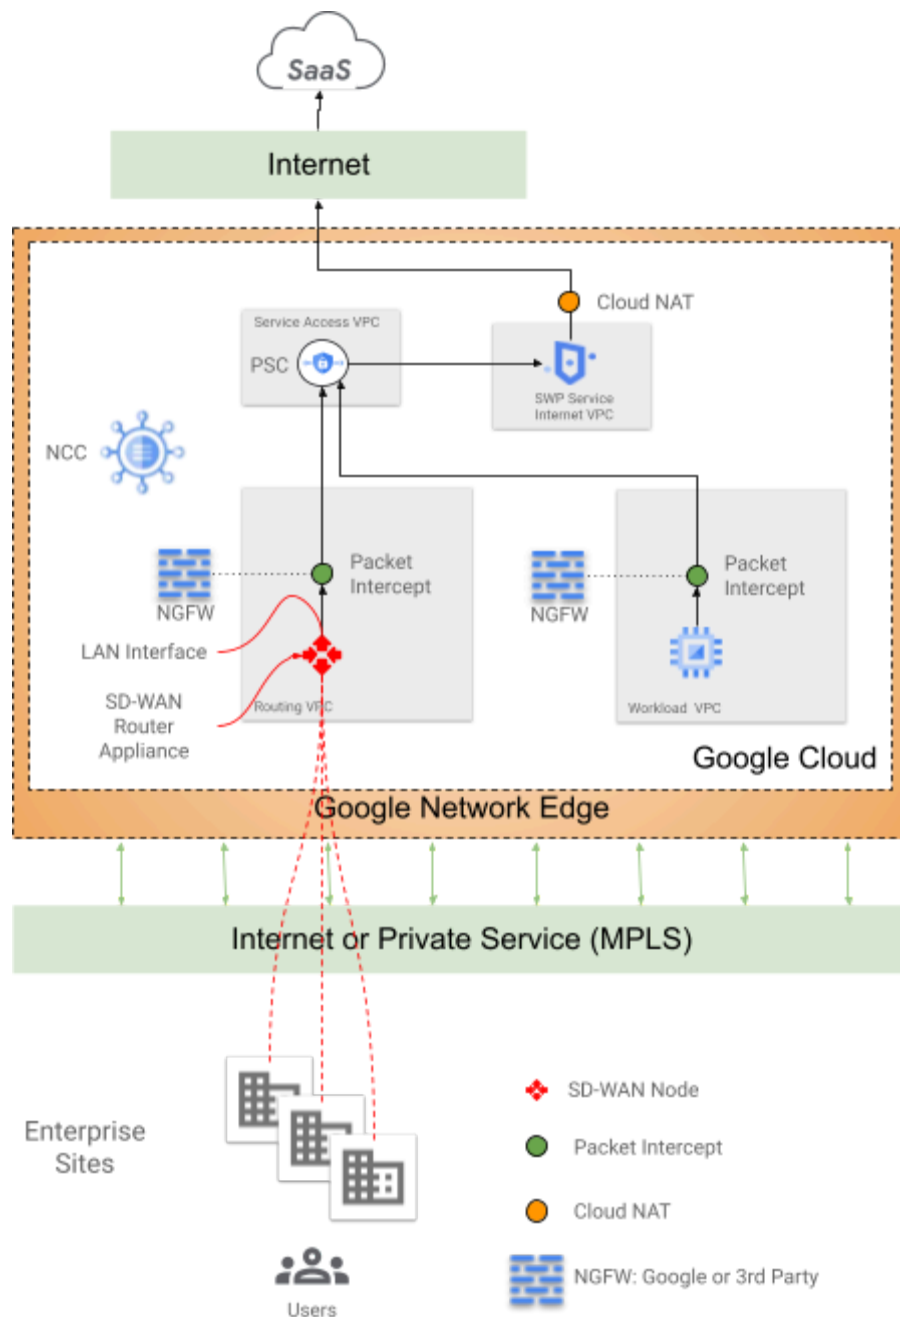 SaaS
Internet
Cloud NAT
Service Access VPC
PSC
SWP Service
Internet VPC
NCC
Packet
Intercept
NGFW
Packet
Intercept
NGFW
LAN Interface
SD-WAN
Router
Appliance
Routing VPC
Workload VPC
Google Cloud
Google Network Edge
Internet or Private Service (MPLS)
Enterprise
Sites
Users
SD-WAN Node
Packet Intercept
Cloud NAT
NGFW: Google or 3rd Party